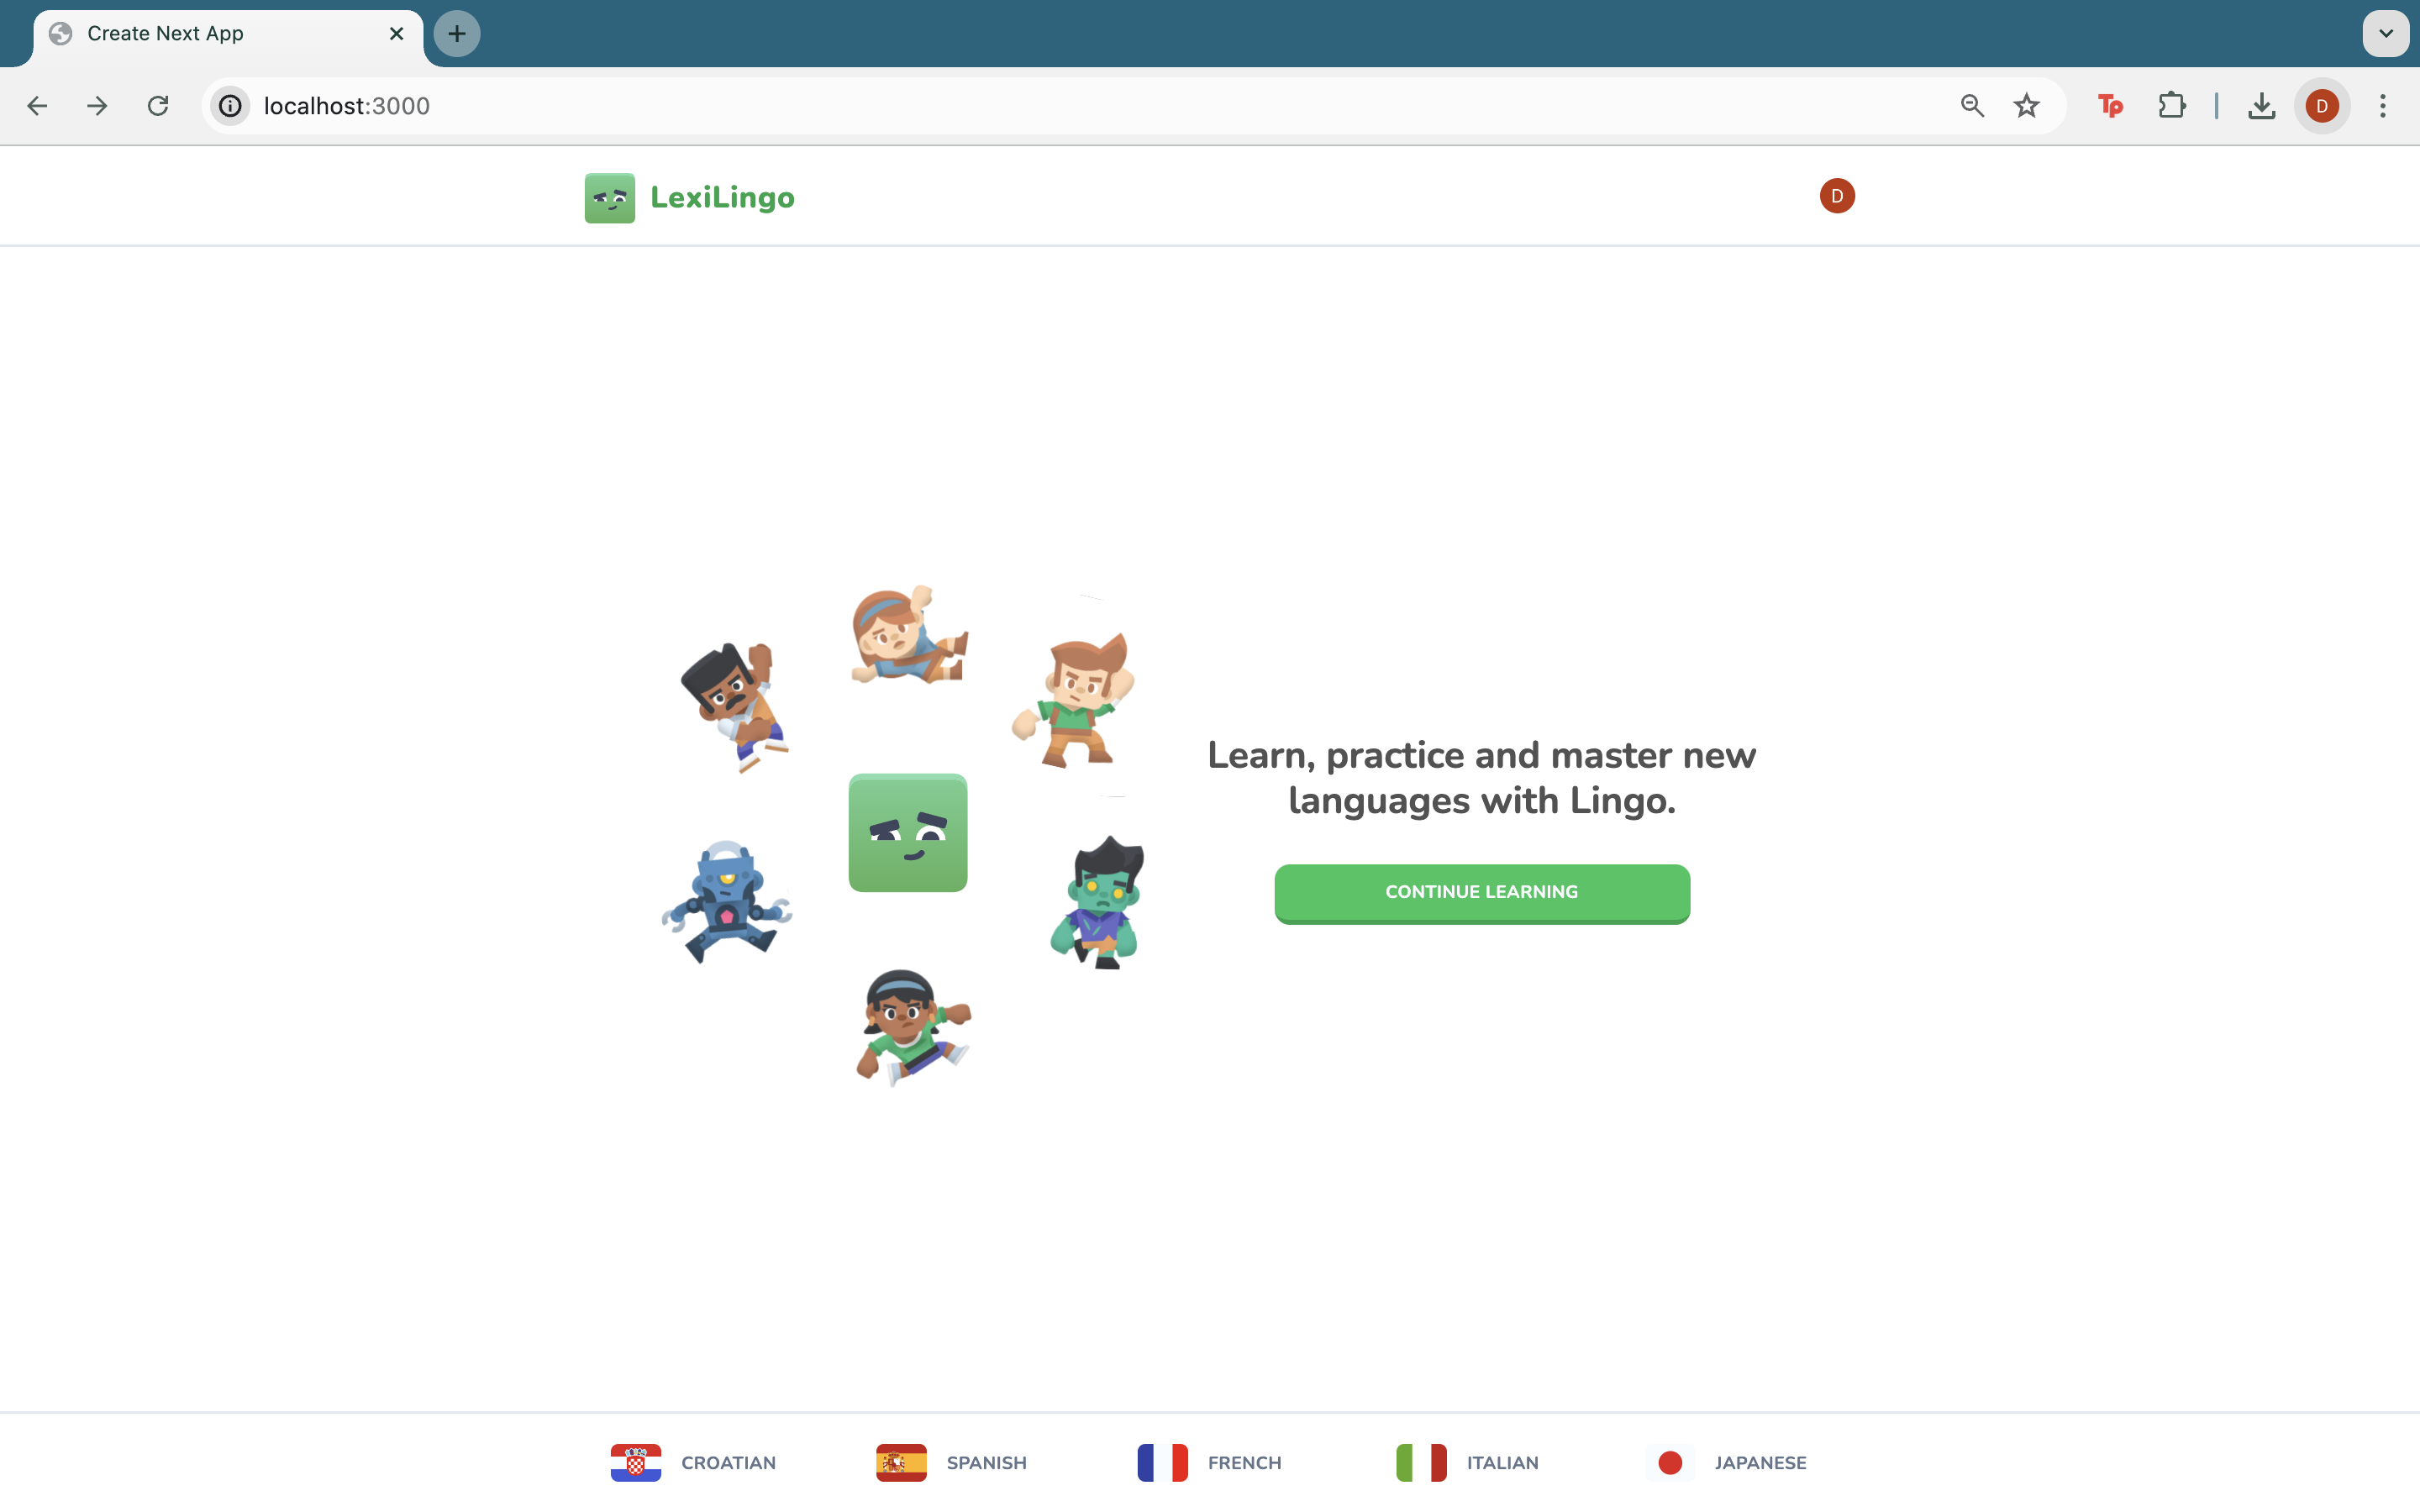 Create Next App
localhost:3000
Tp
D
LexiLingo
D
Learn, practice and master new
languages with Lingo.
CONTINUE LEARNING
CROATIAN
SPANISH
FRENCH
ITALIAN
JAPANESE